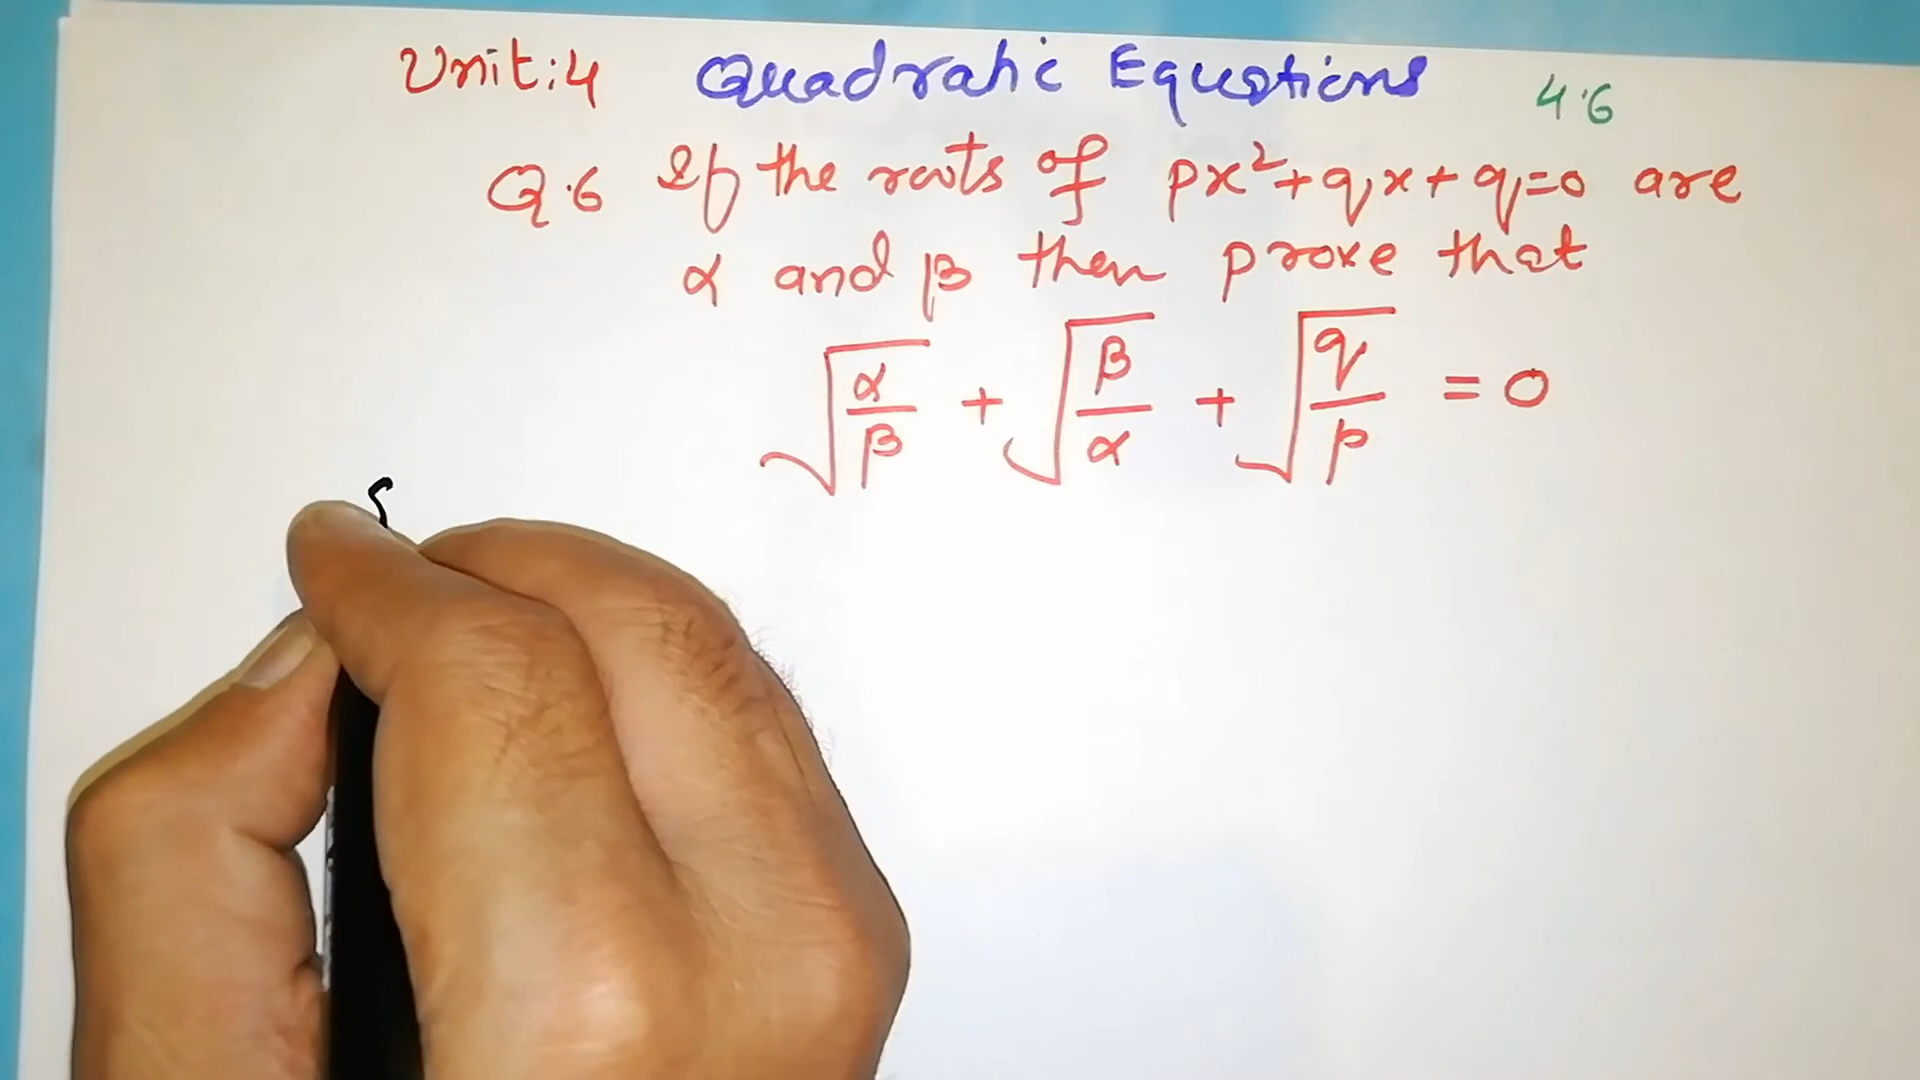 Unit:4 Quadratic Equations 4.6
Q.6 If the roots of px²+qx+q=0 are
α and β then prove that
√(α/β) + √(β/α) + √(q/p) = 0
S